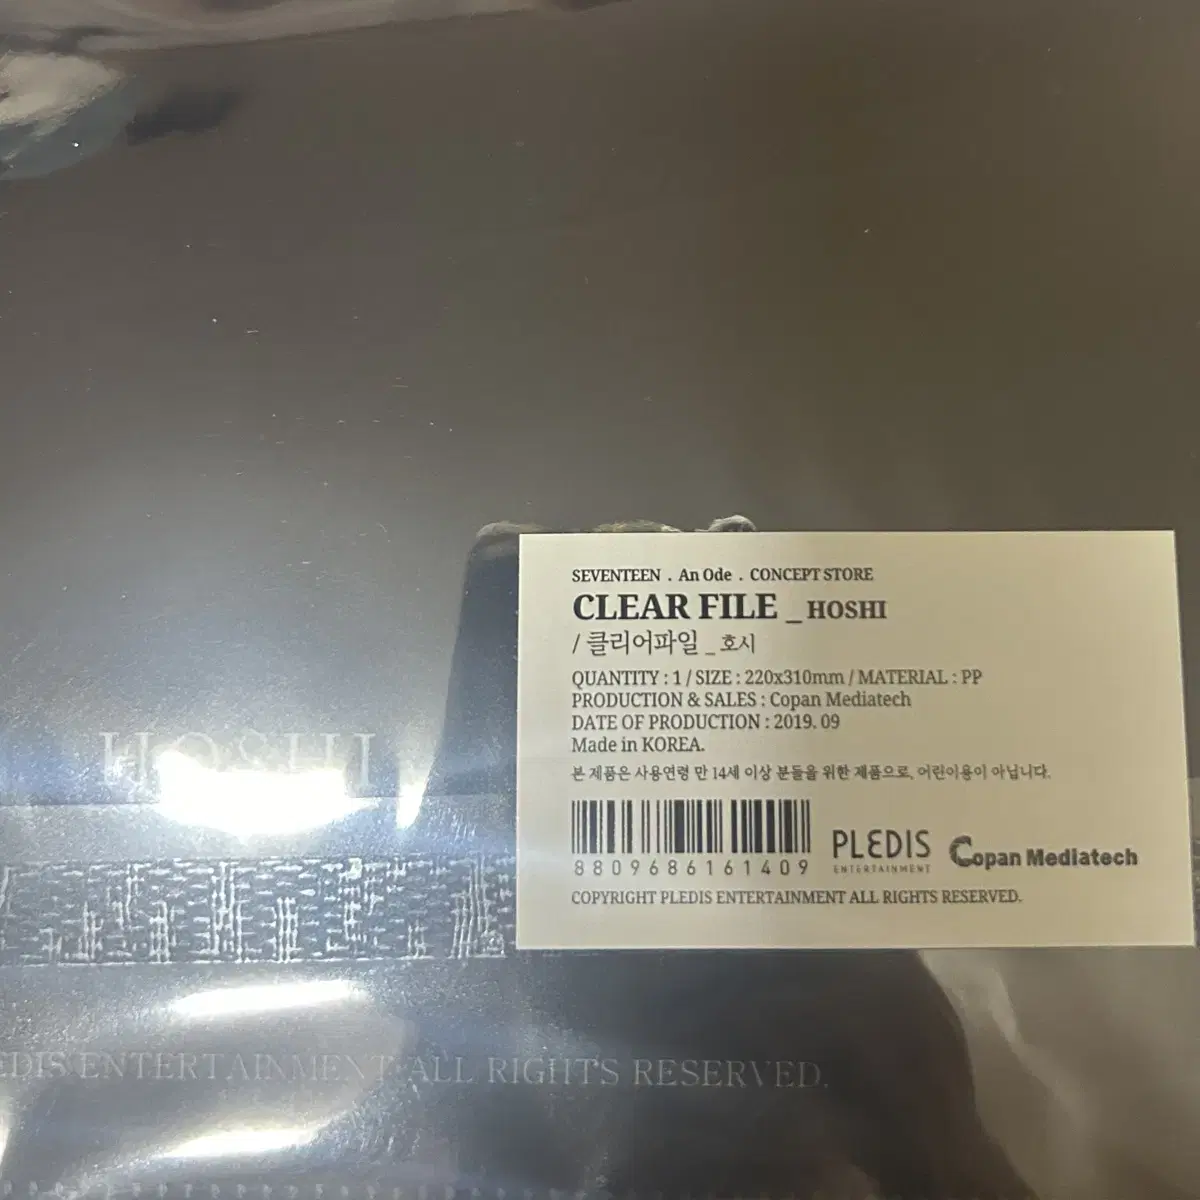 SEVENTEEN . An Ode . CONCEPT STORE
CLEAR FILE _ HOSHI
/ 클리어파일 _ 호시
QUANTITY : 1 / SIZE : 220x310mm / MATERIAL : PP
PRODUCTION & SALES : Copan Mediatech
DATE OF PRODUCTION : 2019. 09
Made in KOREA.
본 제품은 사용연령 만 14세 이상 분들을 위한 제품으로, 어린이용이 아닙니다.
8809686161409
PLEDIS
ENTERTAINMENT
Copan Mediatech
COPYRIGHT PLEDIS ENTERTAINMENT ALL RIGHTS RESERVED.
HOSHI
EDIS ENTERTAINMENT ALL RIGHTS RESERVED.